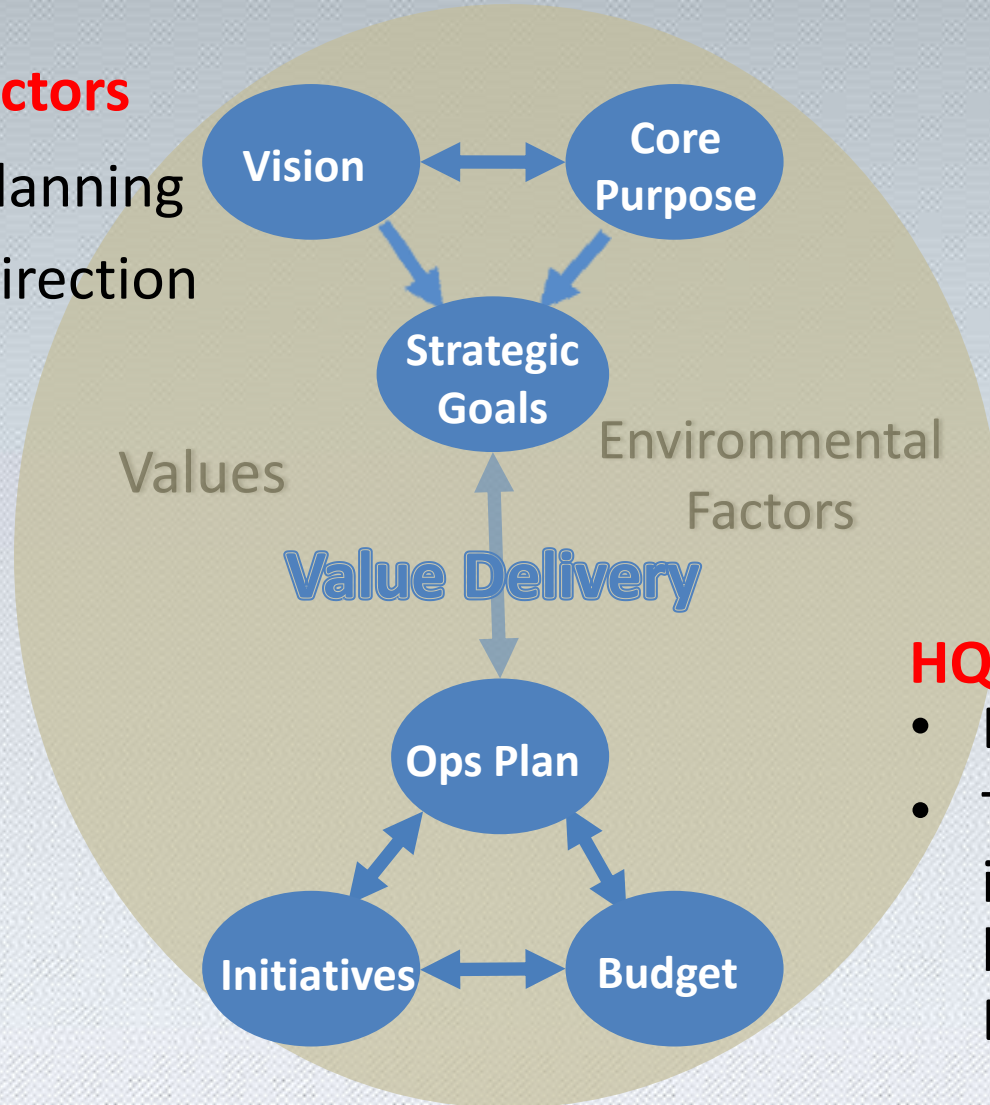 ctors
lanning
irection
Vision
Core
Purpose
Strategic
Goals
Values
Environmental
Factors
Value Delivery
HQ
Ops Plan
Initiatives
Budget